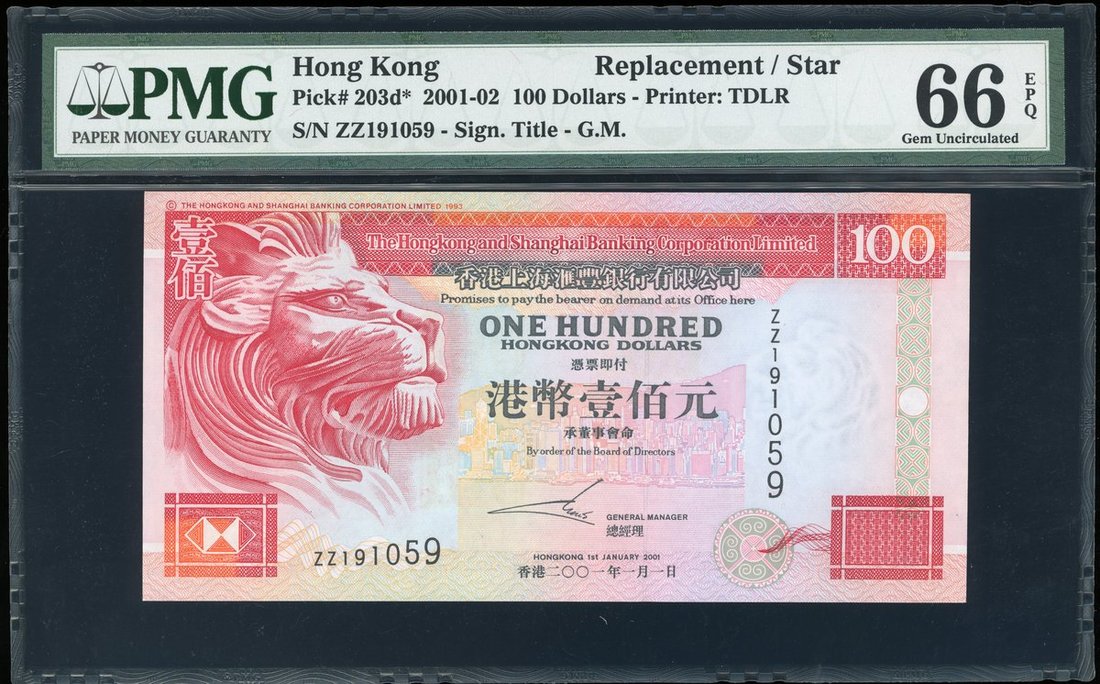 PMG
PAPER MONEY GUARANTY
Hong Kong Replacement / Star
Pick# 203d* 2001-02 100 Dollars - Printer: TDLR
S/N ZZ191059 - Sign. Title - G.M.
66 EPQ
Gem Uncirculated
© THE HONGKONG AND SHANGHAI BANKING CORPORATION LIMITED 1993
壹佰
The Hongkong and Shanghai Banking Corporation Limited
100
香港上海滙豐銀行有限公司
Promises to pay the bearer on demand at its Office here
ONE HUNDRED
HONGKONG DOLLARS
憑票即付
港幣壹佰元
承董事會命
By order of the Board of Directors
ZZ191059
GENERAL MANAGER
總經理
ZZ191059
HONGKONG 1st JANUARY 2001
香港二〇〇一年一月一日